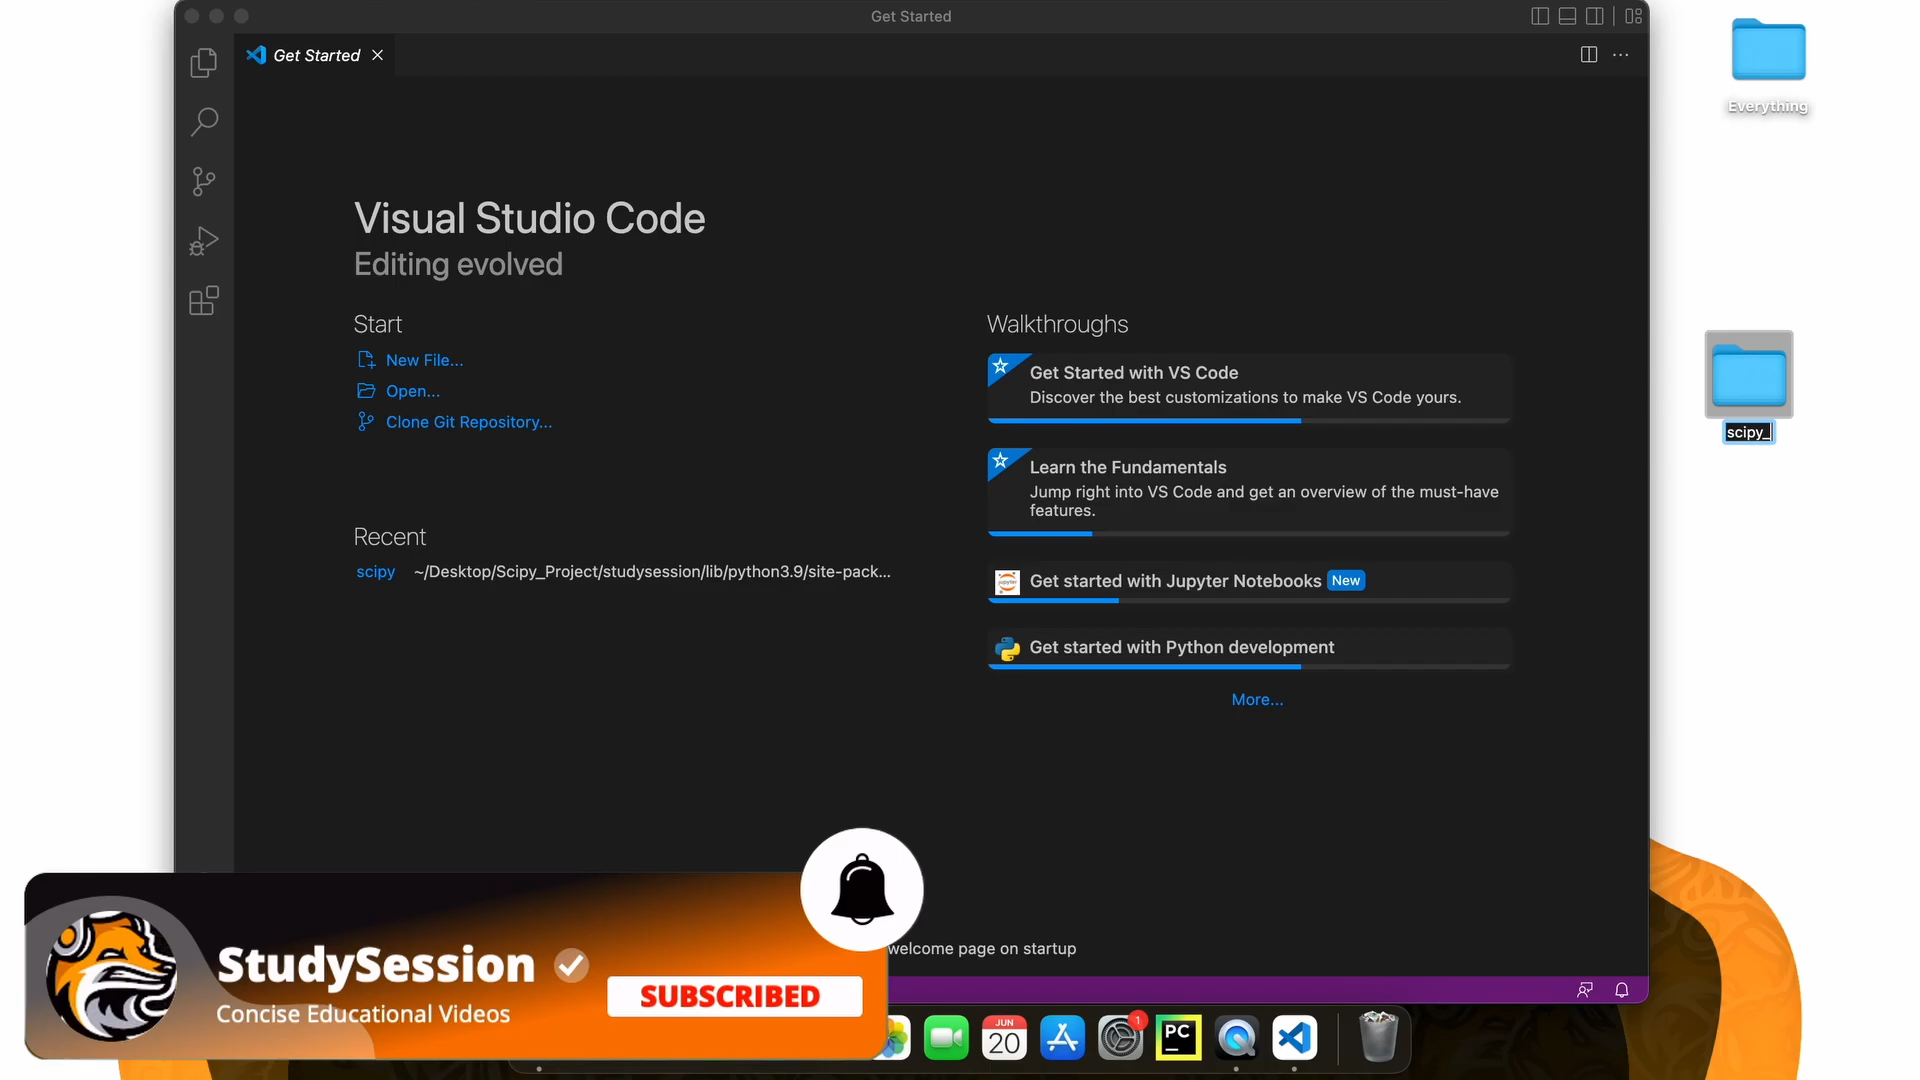 Get Started
Get Started
Everything
Visual Studio Code
Editing evolved
Start
New File...
Open...
Clone Git Repository...
Recent
scipy ~/Desktop/Scipy_Project/studysession/lib/python3.9/site-pack...
Walkthroughs
Get Started with VS Code
Discover the best customizations to make VS Code yours.
Learn the Fundamentals
Jump right into VS Code and get an overview of the must-have
features.
Get started with Jupyter Notebooks New
Get started with Python development
More...
scipy_
welcome page on startup
StudySession
Concise Educational Videos
SUBSCRIBED
JUN
20
1
PC